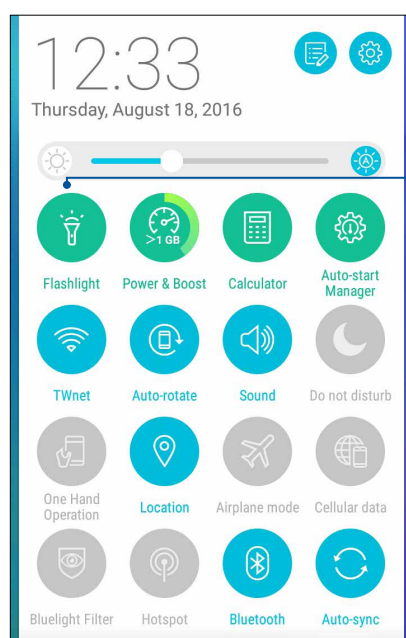 12:33
Thursday, August 18, 2016
A
>1 GB
Flashlight
Power & Boost
Calculator
Auto-start
Manager
TWnet
Auto-rotate
Sound
Do not disturb
One Hand
Operation
Location
Airplane mode
Cellular data
Bluelight Filter
Hotspot
Bluetooth
Auto-sync